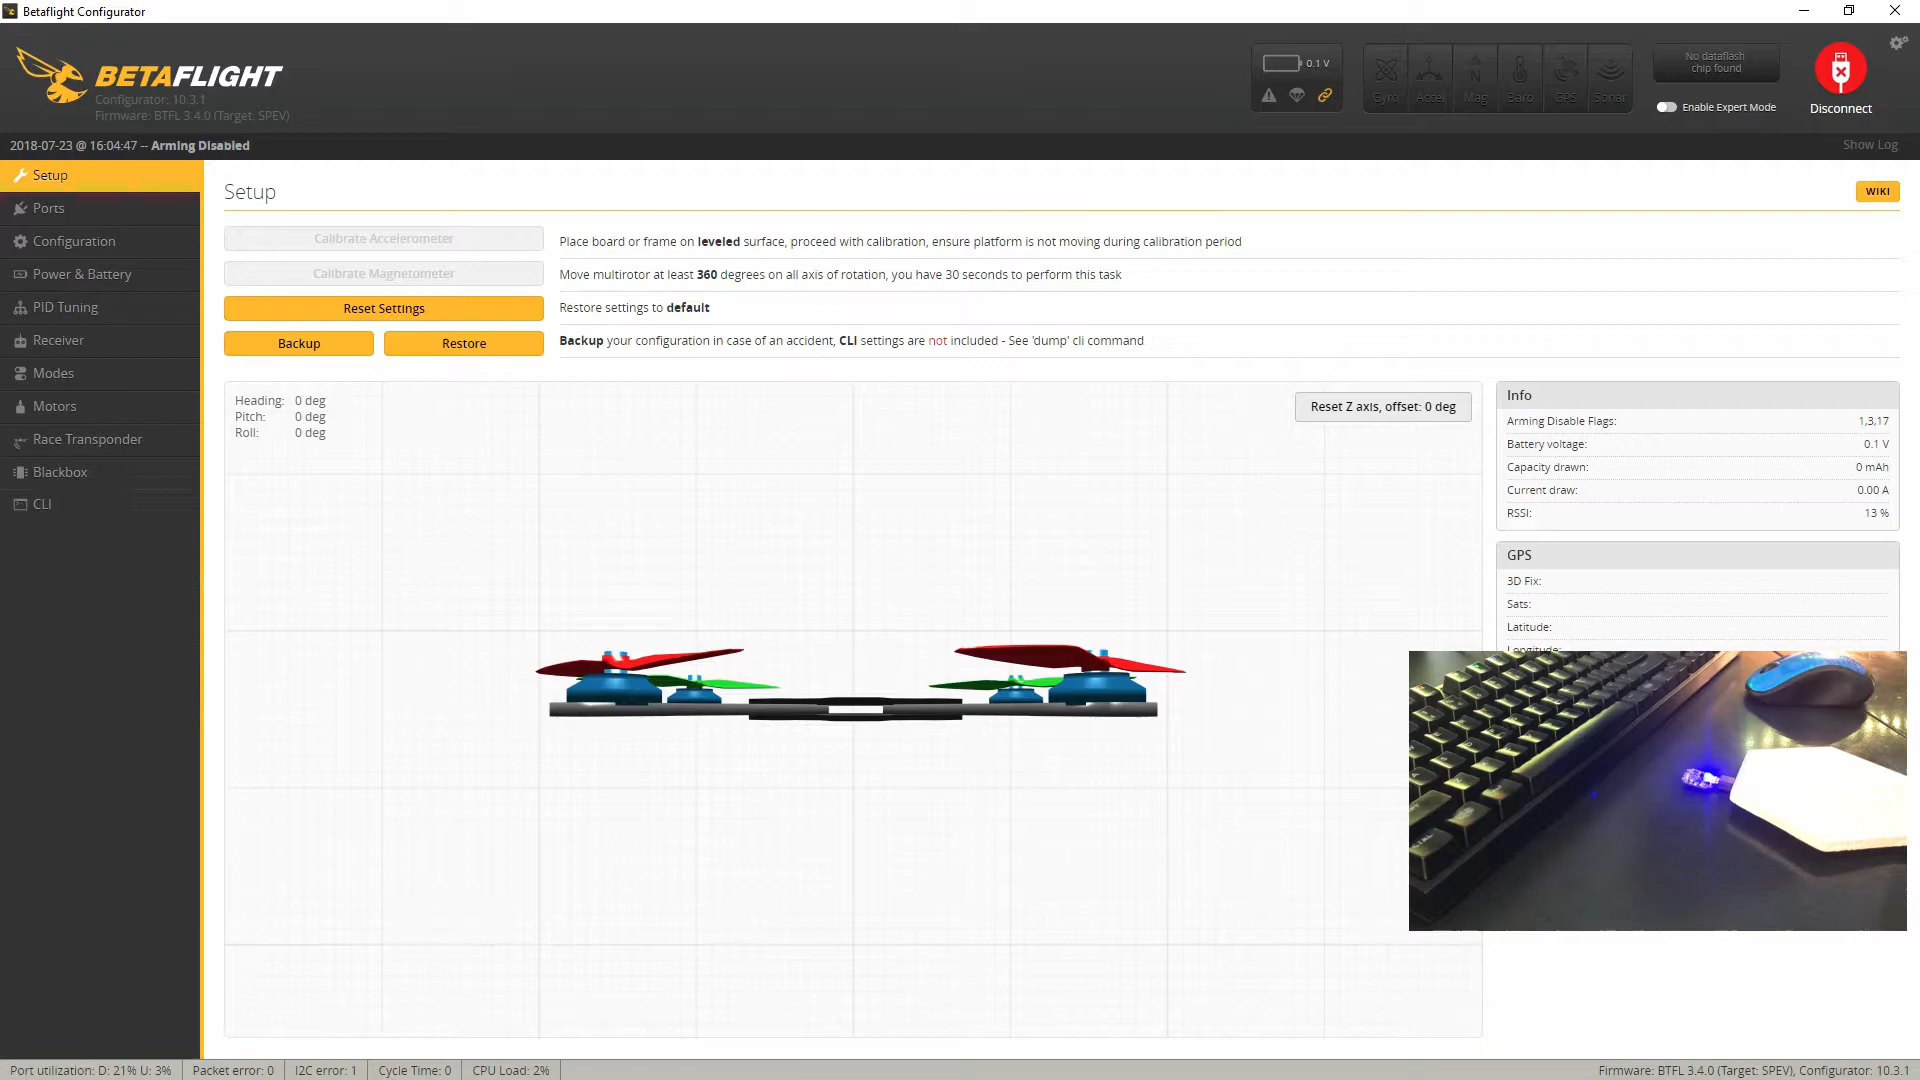 Betaflight Configurator
BETAFLIGHT
Configurator: 10.3.1
Firmware: BTFL 3.4.0 (Target: SPEV)
0.1 V
Gyro
Accel
Mag
Baro
GPS
Sonar
No dataflash
chip found
Enable Expert Mode
Disconnect
2018-07-23 @ 16:04:47 -- Arming Disabled
Show Log
Setup
Ports
Configuration
Power & Battery
PID Tuning
Receiver
Modes
Motors
Race Transponder
Blackbox
CLI
Setup
WIKI
Calibrate Accelerometer
Place board or frame on leveled surface, proceed with calibration, ensure platform is not moving during calibration period
Calibrate Magnetometer
Move multirotor at least 360 degrees on all axis of rotation, you have 30 seconds to perform this task
Reset Settings
Restore settings to default
Backup
Restore
Backup your configuration in case of an accident, CLI settings are not included - See 'dump' cli command
Heading: 0 deg
Pitch: 0 deg
Roll: 0 deg
Reset Z axis, offset: 0 deg
Info
Arming Disable Flags: 1,3,17
Battery voltage: 0.1 V
Capacity drawn: 0 mAh
Current draw: 0.00 A
RSSI: 13 %
GPS
3D Fix:
Sats:
Latitude:
Longitude:
Port utilization: D: 21% U: 3%
Packet error: 0
I2C error: 1
Cycle Time: 0
CPU Load: 2%
Firmware: BTFL 3.4.0 (Target: SPEV), Configurator: 10.3.1